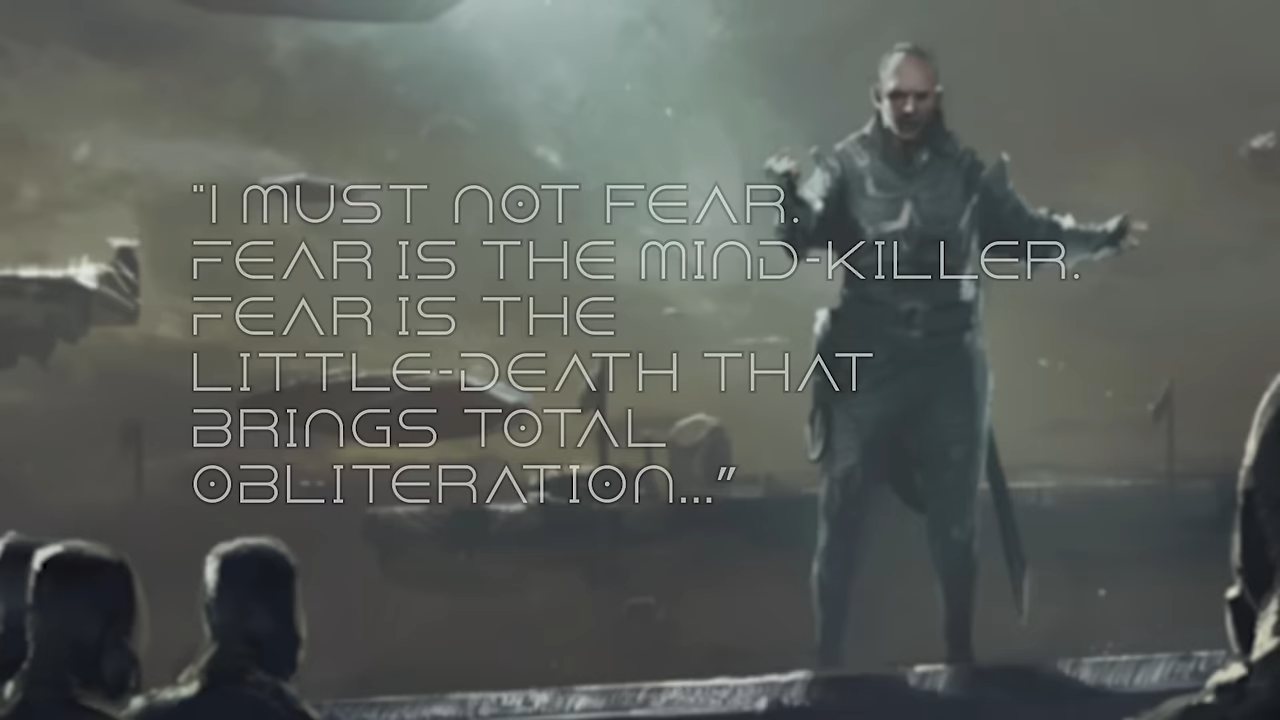 "I MUST NOT FEAR.
FEAR IS THE MIND-KILLER.
FEAR IS THE
LITTLE-DEATH THAT
BRINGS TOTAL
OBLITERATION..."